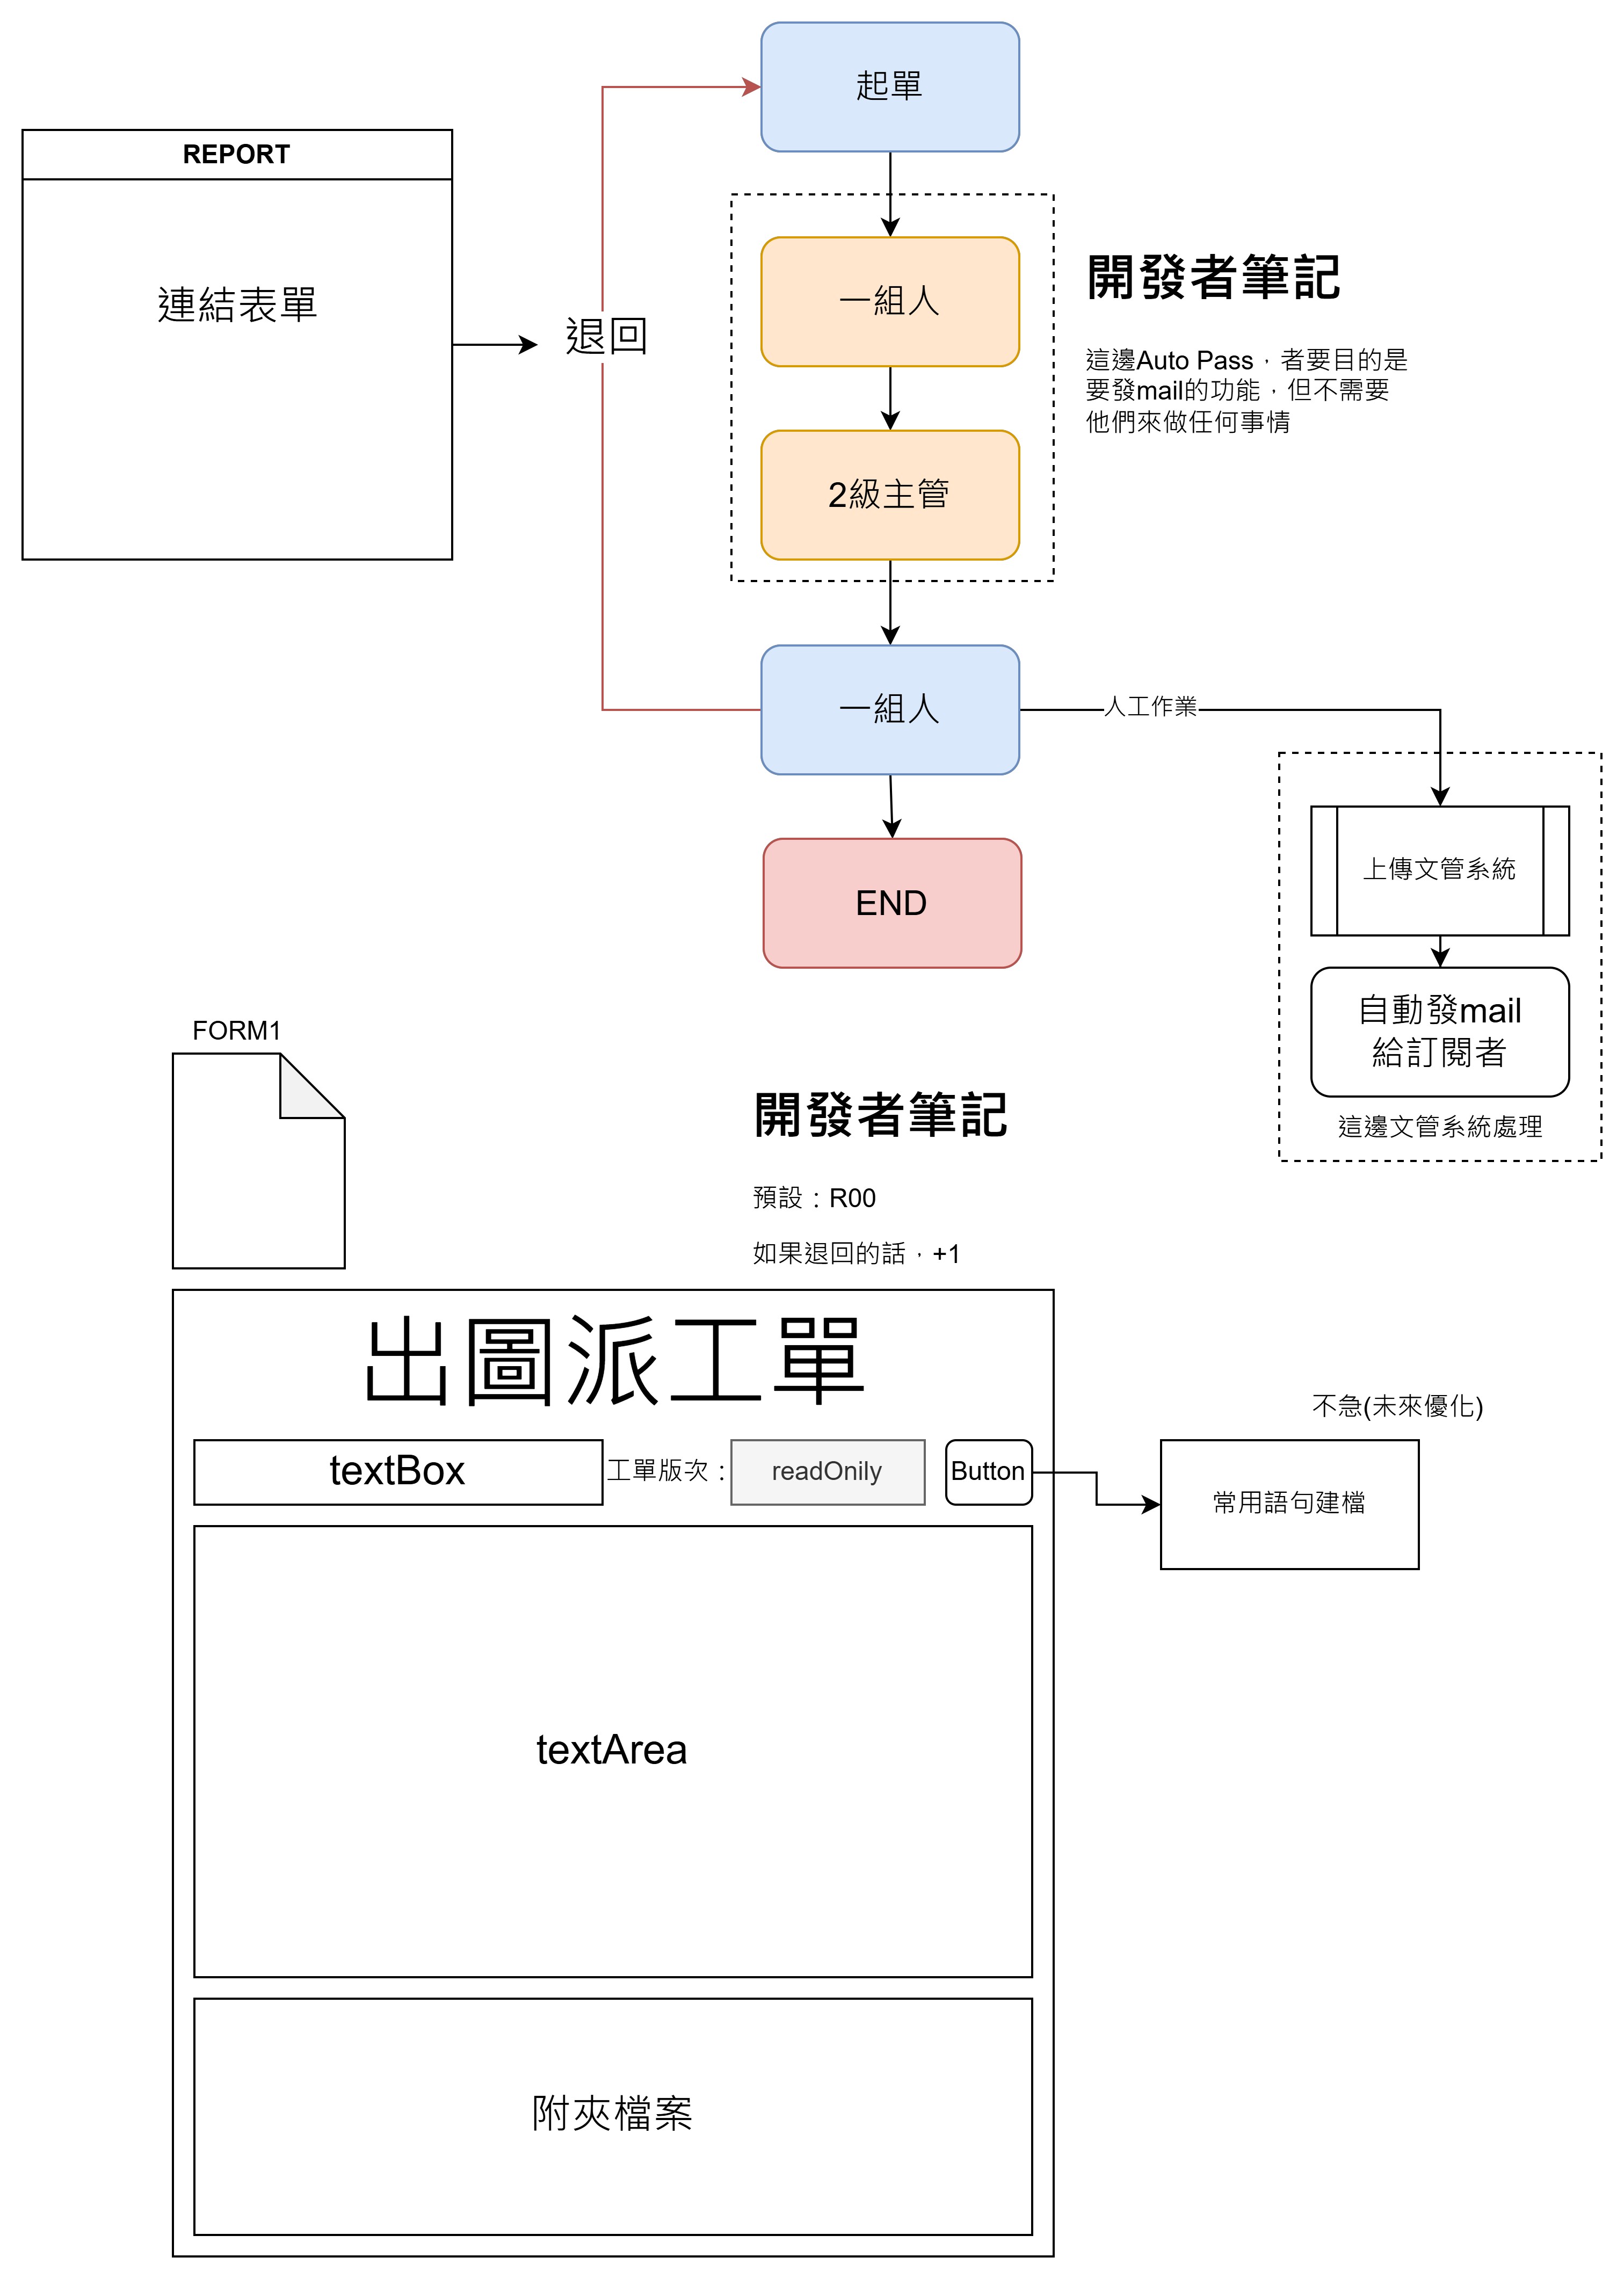 起單
REPORT
連結表單
退回
一組人
2級主管
開發者筆記
這邊Auto Pass，者要目的是
要發mail的功能，但不需要
他們來做任何事情
一組人
人工作業
上傳文管系統
END
自動發mail
給訂閱者
這邊文管系統處理
FORM1
開發者筆記
預設：R00
如果退回的話，+1
出圖派工單
textBox
工單版次：
readOnily
Button
不急(未來優化)
常用語句建檔
textArea
附夾檔案